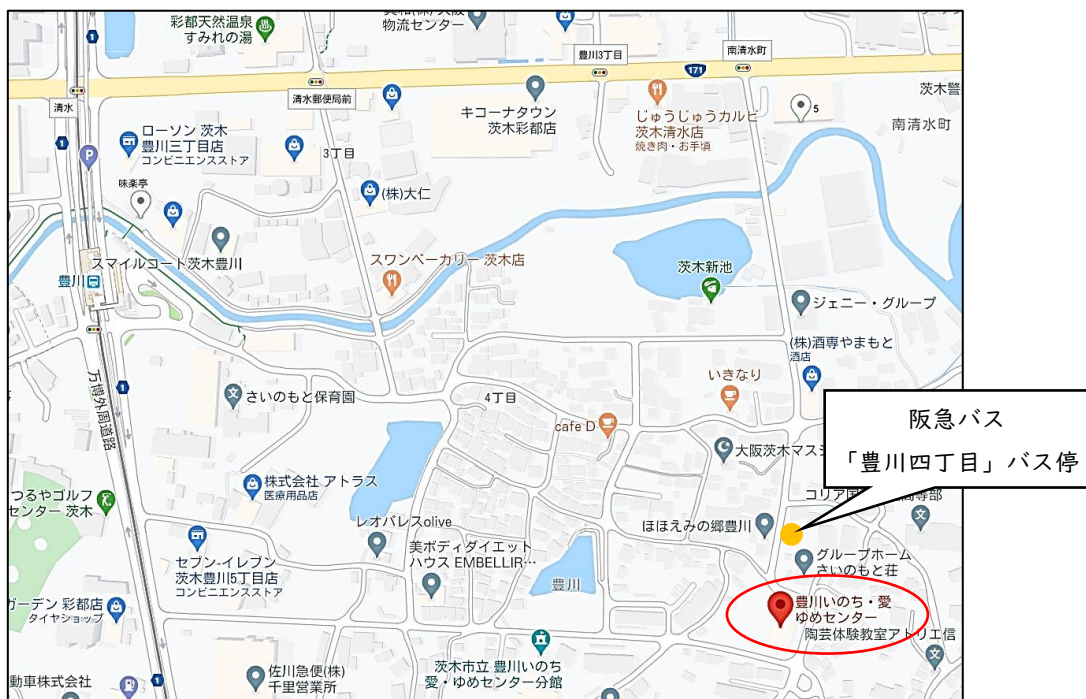 彩都天然温泉
すみれの湯
物流センター
豊川3丁目
南清水町
171
1
清水
清水郵便局前
キコーナタウン
茨木彩都店
じゅうじゅうカルビ
茨木清水店
焼き肉・お手頃
5
茨木警
南清水町
1
ローソン 茨木
豊川三丁目店
コンビニエンスストア
3丁目
P
味楽亭
(株)大仁
スマイルコート茨木豊川
豊川
スワンベーカリー 茨木店
茨木新池
ジェニー・グループ
(株)酒専やまもと
酒店
万博外周道路
1
さいのもと保育園
4丁目
いきなり
cafe D
大阪茨木マスジ
阪急バス
「豊川四丁目」バス停
つるやゴルフ
センター 茨木
株式会社 アトラス
医療用品店
コリア国
高等部
レオパレスolive
ほほえみの郷豊川
セブン-イレブン
茨木豊川5丁目店
コンビニエンスストア
美ボディダイエット
ハウス EMBELLIR…
豊川
グループホーム
さいのもと荘
ガーデン 彩都店
タイヤショップ
豊川いのち・愛
ゆめセンター
陶芸体験教室アトリエ信
佐川急便(株)
千里営業所
茨木市立 豊川いのち
愛・ゆめセンター分館
動車株式会社
1